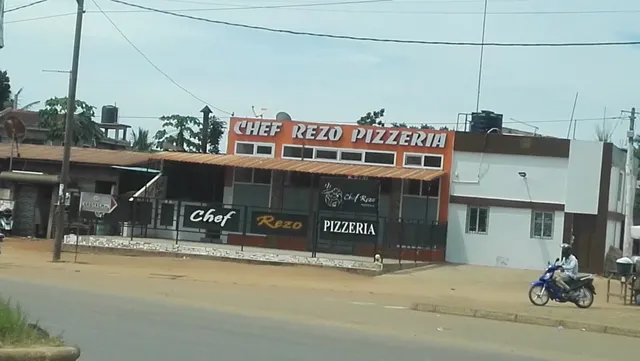 CHEF REZO PIZZERIA
Chef Rezo
Chef
Rezo
PIZZERIA